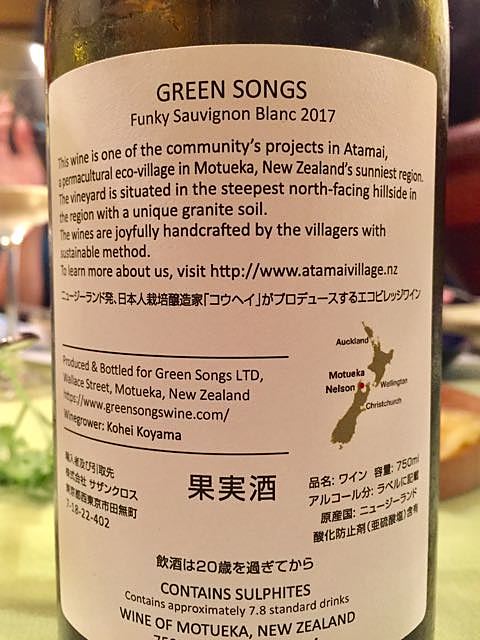 GREEN SONGS
Funky Sauvignon Blanc 2017
This wine is one of the community's projects in Atamai,
a permacultural eco-village in Motueka, New Zealand's sunniest region.
The vineyard is situated in the steepest north-facing hillside in
the region with a unique granite soil.
The wines are joyfully handcrafted by the villagers with
sustainable method.
To learn more about us, visit http://www.atamaivillage.nz
ニュージーランド発、日本人栽培醸造家「コウヘイ」がプロデュースするエコビレッジワイン
Produced & Bottled for Green Songs LTD,
Wallace Street, Motueka, New Zealand
https://www.greensongswine.com/
Winegrower: Kohei Koyama
Auckland
Motueka
Nelson
Wellington
Christchurch
輸入者及び引取先
株式会社 サザンクロス
東京都西東京市田無町
7-18-22-402
果実酒
品名: ワイン 容量: 750ml
アルコール分: ラベルに記載
原産国: ニュージーランド
酸化防止剤(亜硫酸塩)含有
飲酒は20歳を過ぎてから
CONTAINS SULPHITES
Contains approximately 7.8 standard drinks
WINE OF MOTUEKA, NEW ZEALAND